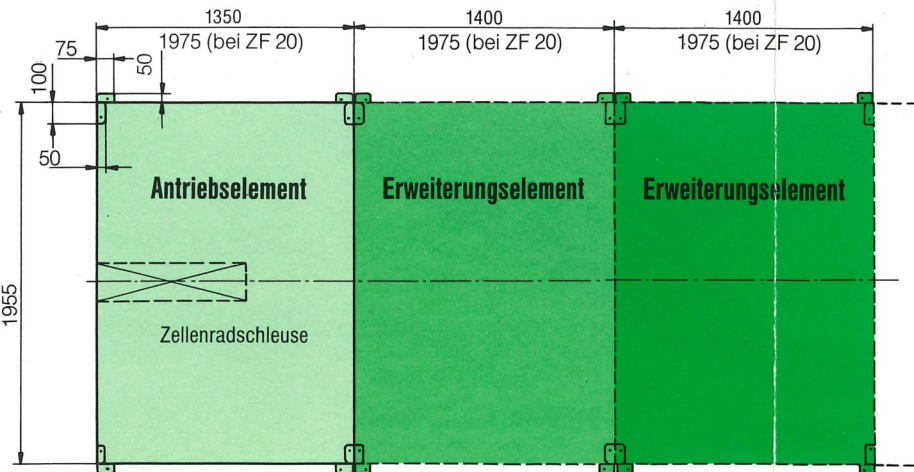 1350 1400 1400
1975 (bei ZF 20) 1975 (bei ZF 20) 1975 (bei ZF 20)
75
50
100
50
Antriebselement Erweiterungselement Erweiterungselement
1955
Zellenradschleuse